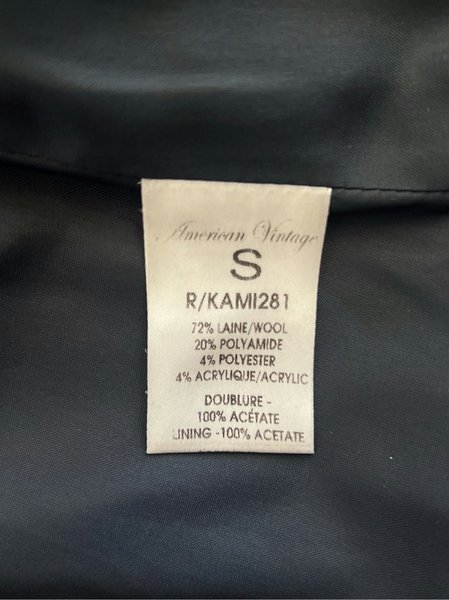 American Vintage
S
R/KAMI281
72% LAINE/WOOL
20% POLYAMIDE
4% POLYESTER
4% ACRYLIQUE/ACRYLIC
DOUBLURE -
100% ACÉTATE
LINING -100% ACETATE